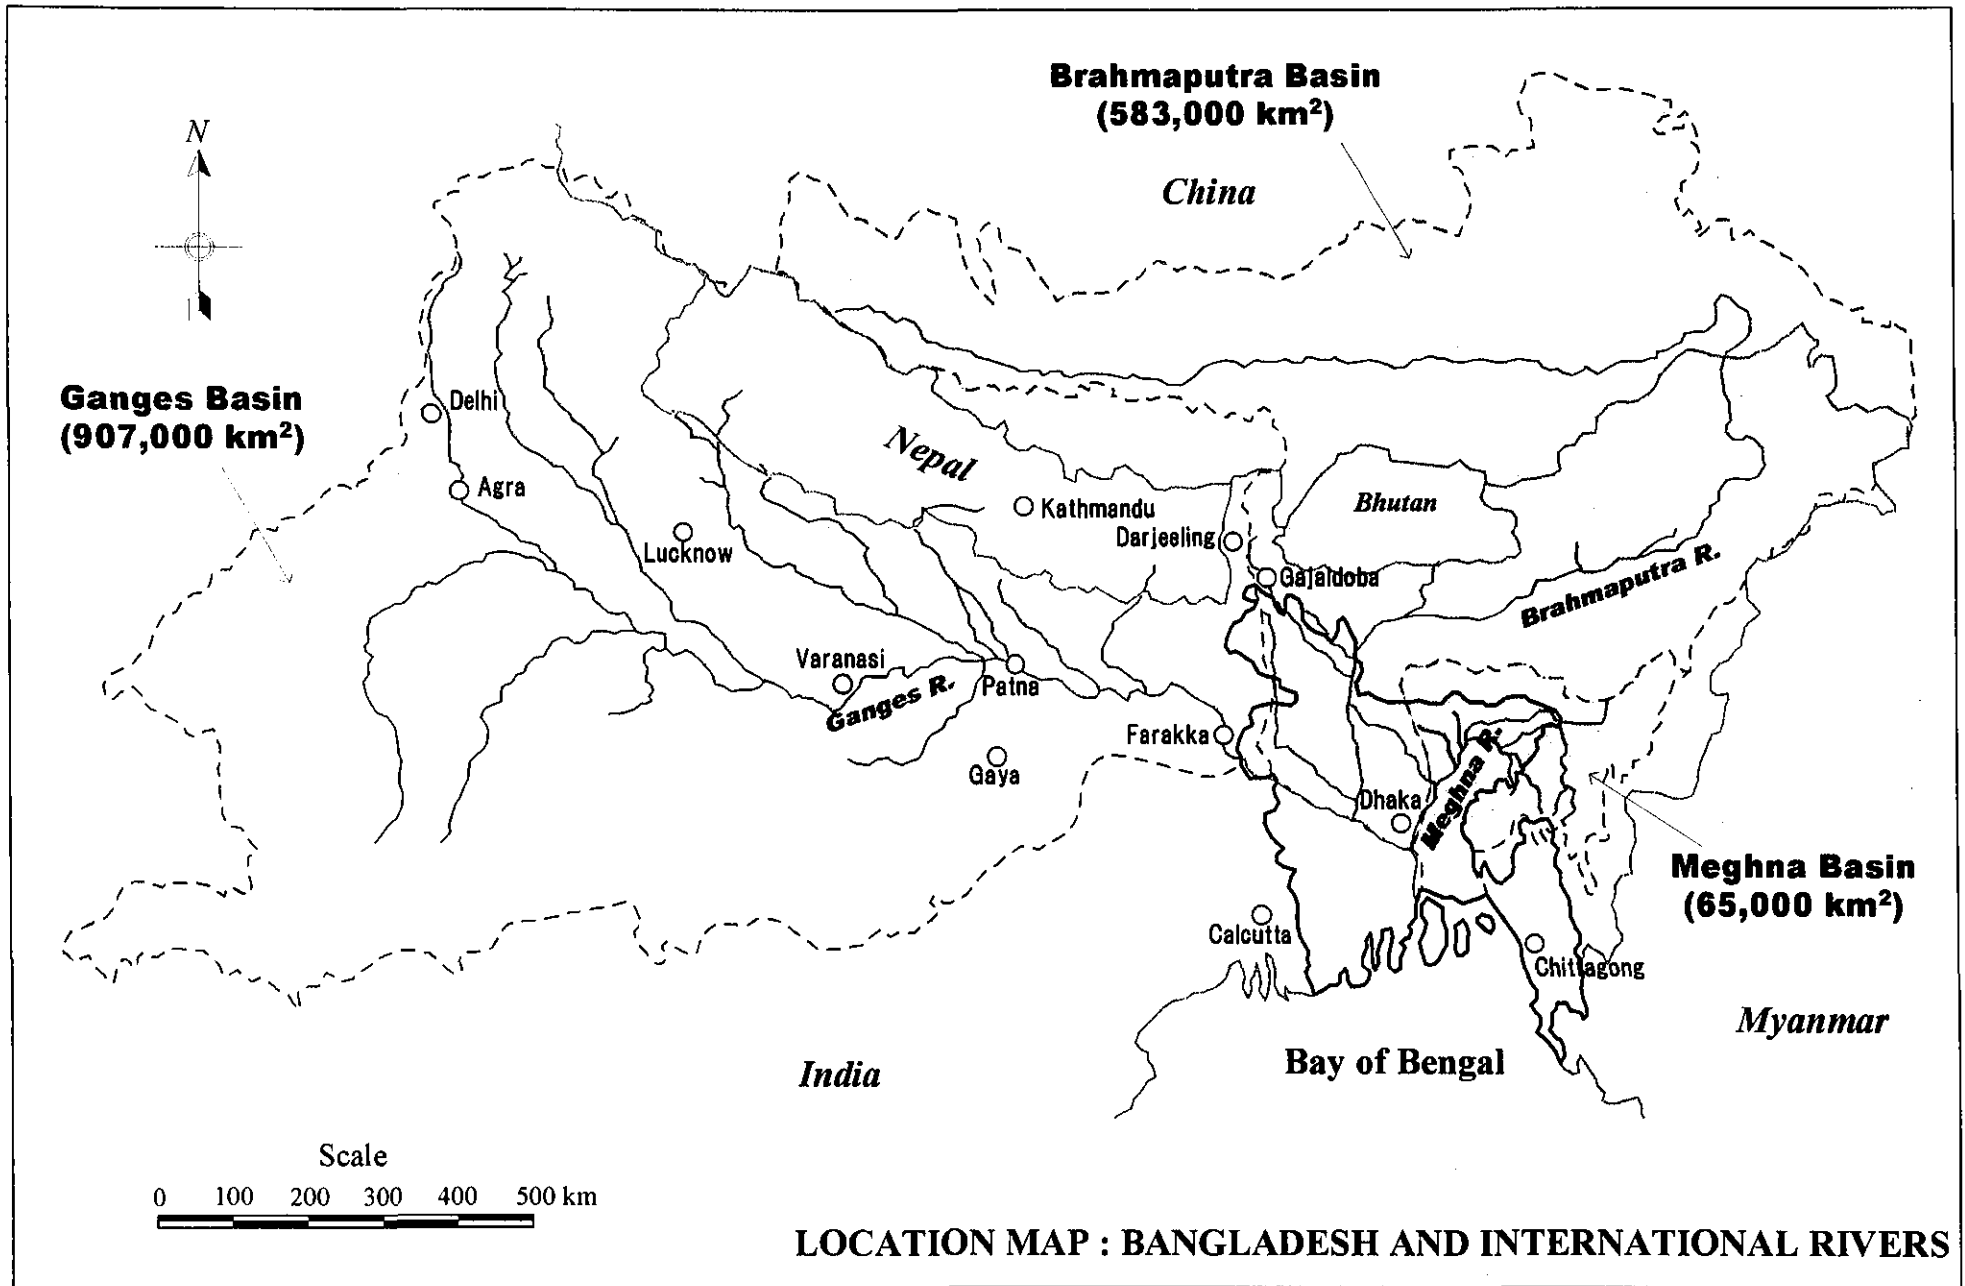 Brahmaputra Basin
(583,000 km²)
N
China
Ganges Basin
(907,000 km²)
Delhi
Nepal
Agra
Bhutan
Kathmandu
Darjeeling
Lucknow
Gajaldoba
Brahmaputra R.
Varanasi
Patna
Ganges R.
Farakka
Meghna R.
Gaya
Dhaka
Meghna Basin
(65,000 km²)
Calcutta
Chittagong
Myanmar
Bay of Bengal
India
Scale
0 100 200 300 400 500 km
LOCATION MAP : BANGLADESH AND INTERNATIONAL RIVERS